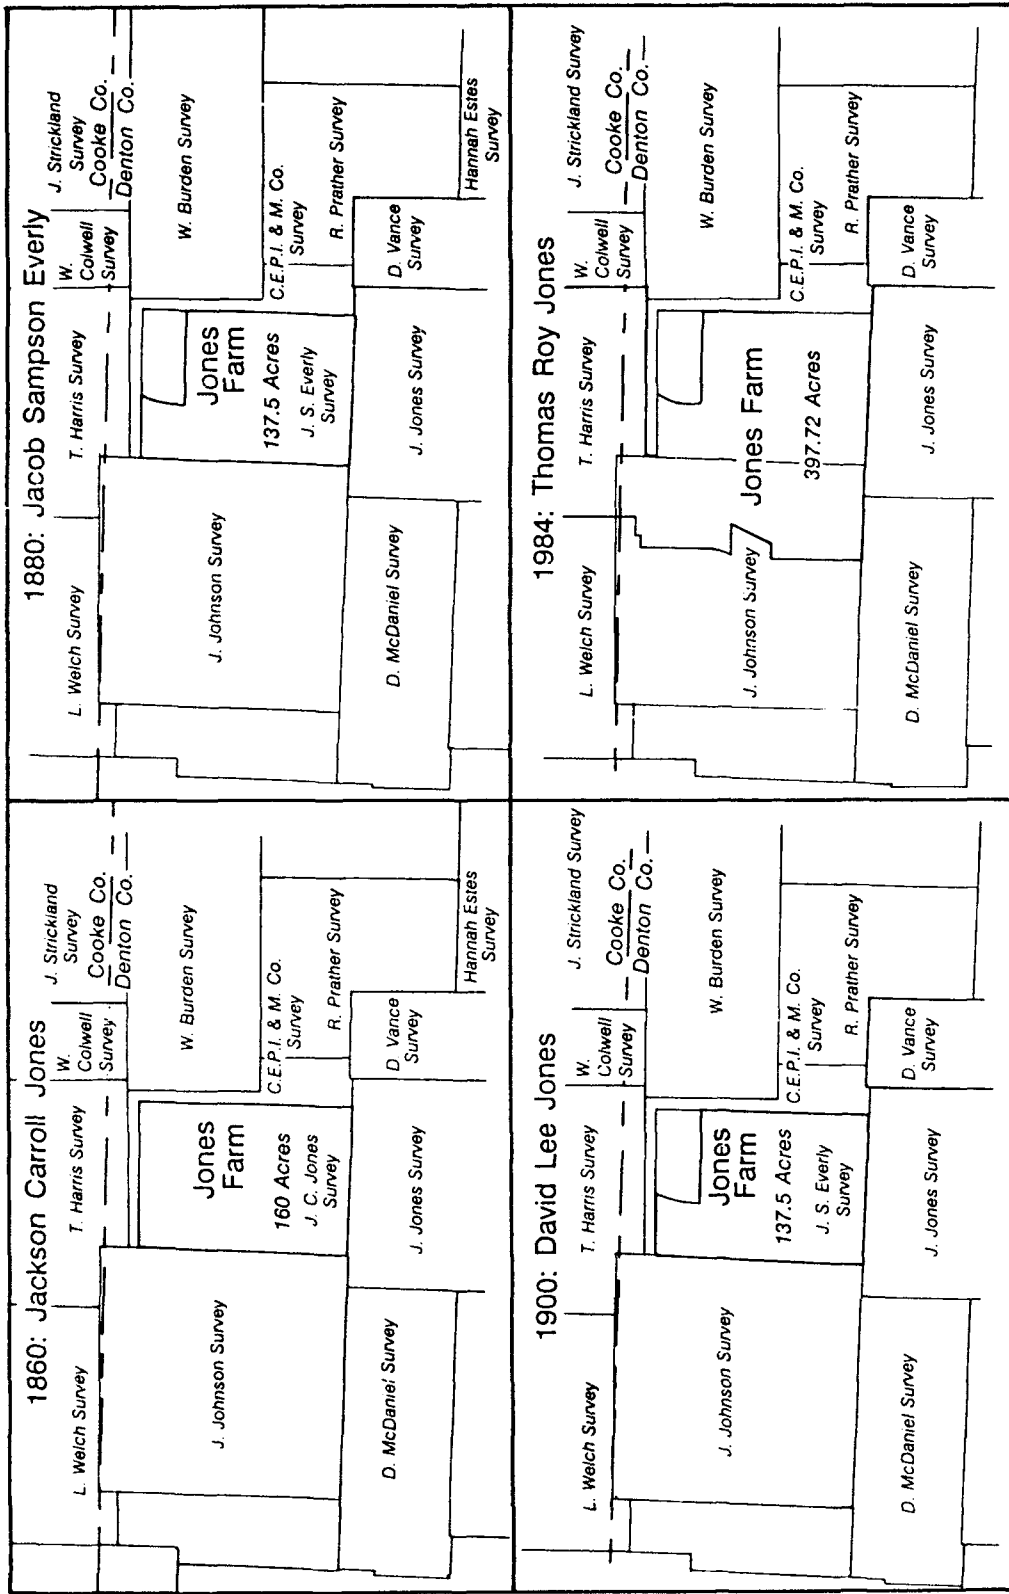 1860: Jackson Carroll Jones
L. Welch Survey
T. Harris Survey
W.
Colwell
Survey
J. Strickland
Survey
Cooke Co.
Denton Co.
J. Johnson Survey
Jones
Farm
160 Acres
J. C. Jones
Survey
W. Burden Survey
C.E.P.I. & M. Co.
Survey
R. Prather Survey
D. McDaniel Survey
J. Jones Survey
D. Vance
Survey
Hannah Estes
Survey
1880: Jacob Sampson Everly
L. Welch Survey
T. Harris Survey
W.
Colwell
Survey
J. Strickland
Survey
Cooke Co.
Denton Co.
J. Johnson Survey
Jones
Farm
137.5 Acres
J. S. Everly
Survey
W. Burden Survey
C.E.P.I. & M. Co.
Survey
R. Prather Survey
D. McDaniel Survey
J. Jones Survey
D. Vance
Survey
Hannah Estes
Survey
1900: David Lee Jones
L. Welch Survey
T. Harris Survey
W.
Colwell
Survey
J. Strickland Survey
Cooke Co.
Denton Co.
J. Johnson Survey
Jones
Farm
137.5 Acres
J. S. Everly
Survey
W. Burden Survey
C.E.P.I. & M. Co.
Survey
R. Prather Survey
D. McDaniel Survey
J. Jones Survey
D. Vance
Survey
1984: Thomas Roy Jones
L. Welch Survey
T. Harris Survey
W.
Colwell
Survey
J. Strickland Survey
Cooke Co.
Denton Co.
J. Johnson Survey
Jones Farm
397.72 Acres
W. Burden Survey
C.E.P.I. & M. Co.
Survey
R. Prather Survey
D. McDaniel Survey
J. Jones Survey
D. Vance
Survey